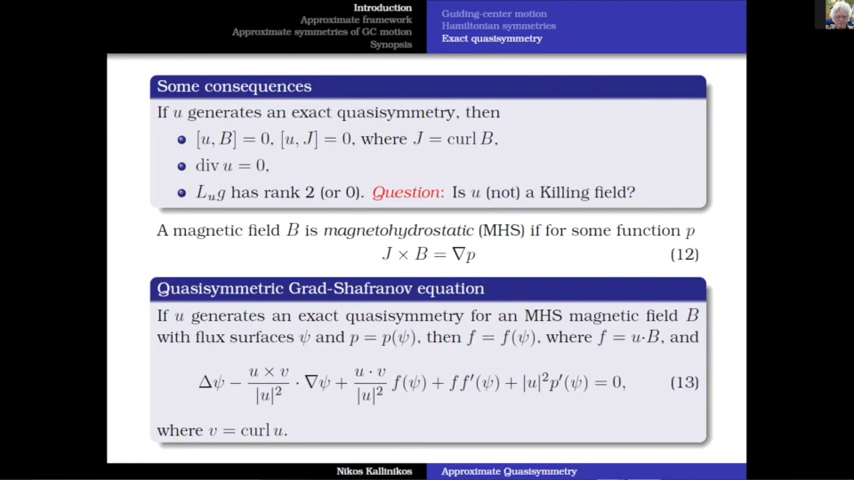 Introduction
Approximate framework
Approximate symmetries of GC motion
Synopsis
Guiding-center motion
Hamiltonian symmetries
Exact quasisymmetry
Some consequences
If u generates an exact quasisymmetry, then
[u, B] = 0, [u, J] = 0, where J = curl B,
div u = 0,
L_u g has rank 2 (or 0). Question: Is u (not) a Killing field?
A magnetic field B is magnetohydrostatic (MHS) if for some function p
J × B = ∇p (12)
Quasisymmetric Grad-Shafranov equation
If u generates an exact quasisymmetry for an MHS magnetic field B
with flux surfaces ψ and p = p(ψ), then f = f(ψ), where f = u·B, and
Δψ − (u × v)/|u|² · ∇ψ + (u · v)/|u|² f(ψ) + ff′(ψ) + |u|²p′(ψ) = 0, (13)
where v = curl u.
Nikos Kallinikos
Approximate Quasisymmetry